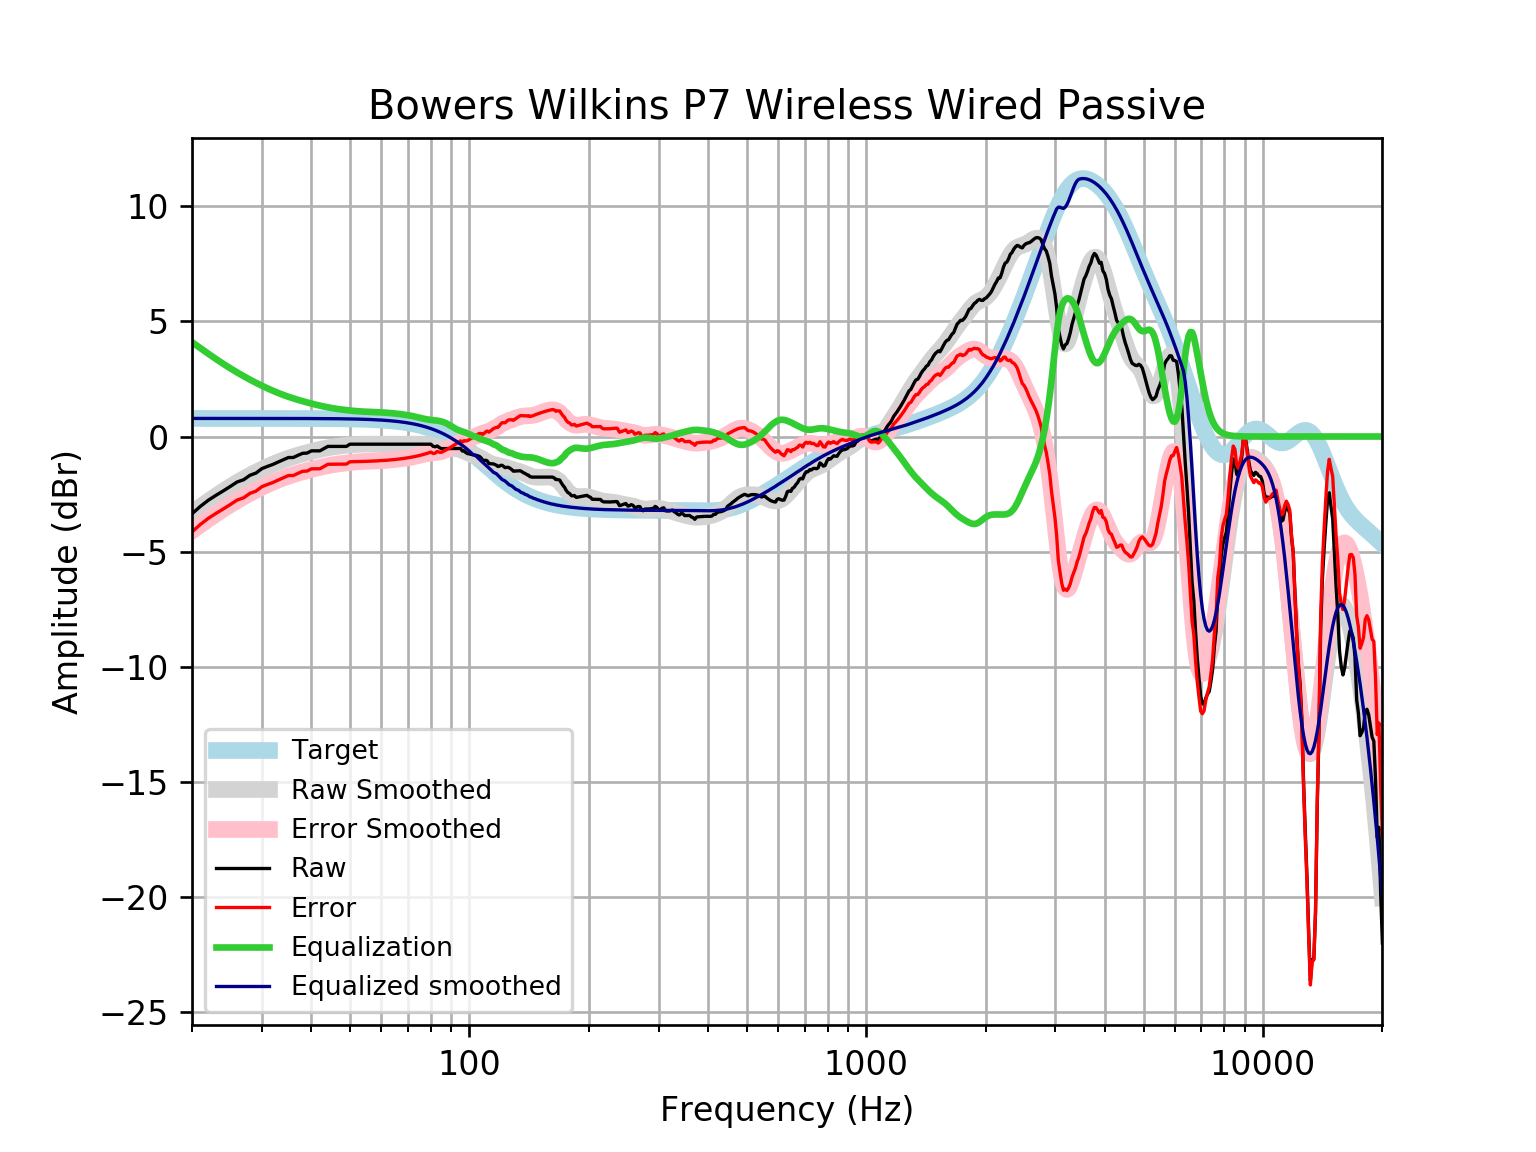 Bowers Wilkins P7 Wireless Wired Passive
10
5
0
−5
−10
−15
−20
−25
Amplitude (dBr)
Target
Raw Smoothed
Error Smoothed
Raw
Error
Equalization
Equalized smoothed
100
1000
10000
Frequency (Hz)